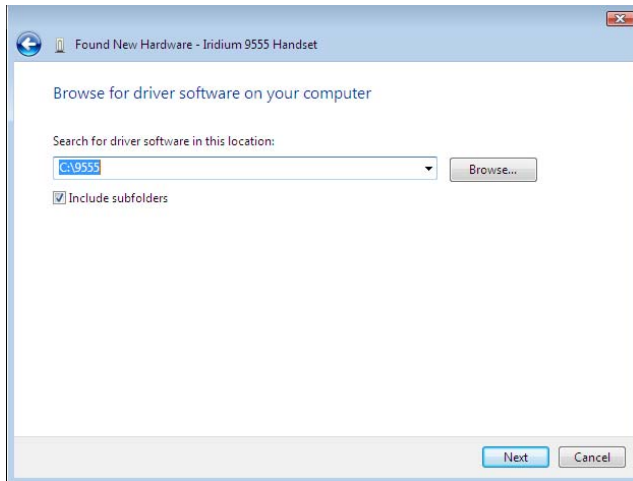 Found New Hardware - Iridium 9555 Handset
Browse for driver software on your computer
Search for driver software in this location:
C:\9555
Browse...
Include subfolders
Next
Cancel